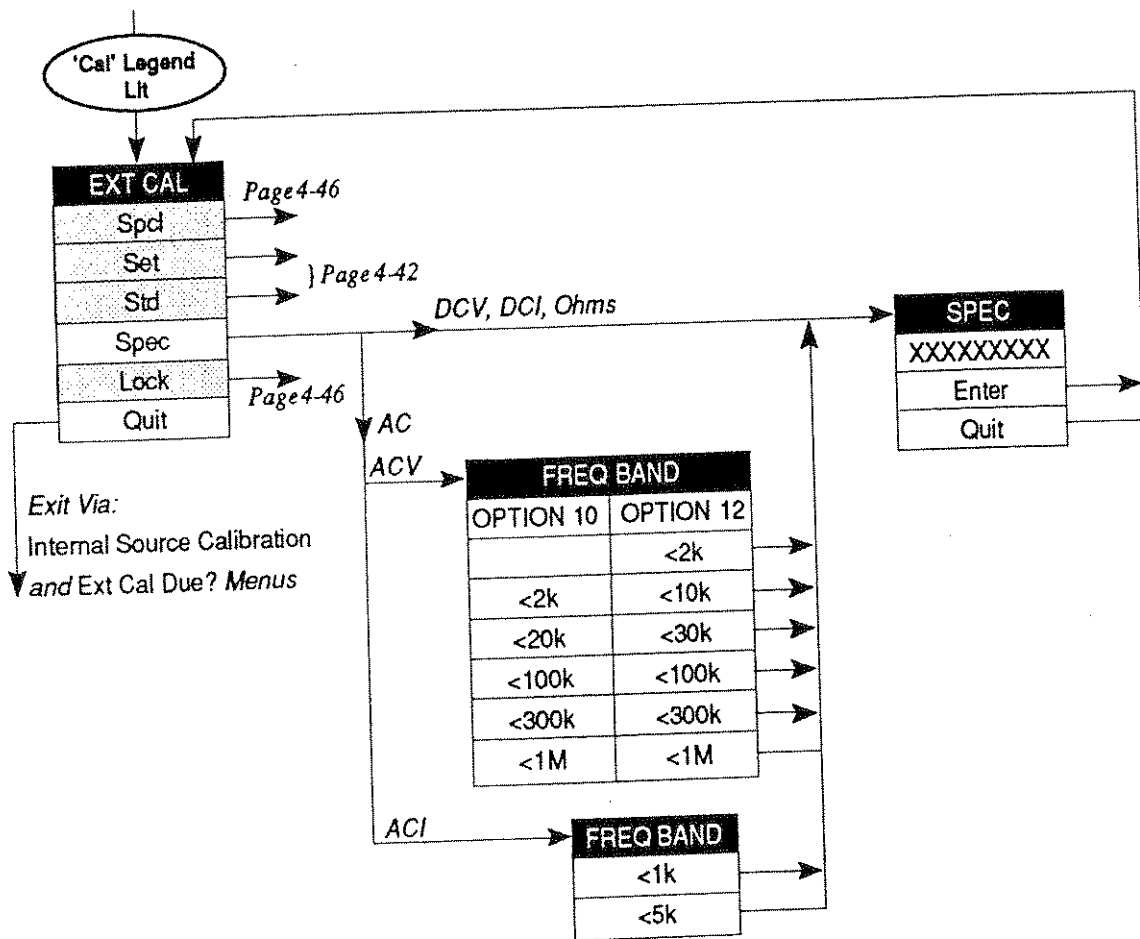 'Cal' Legend
Lit
EXT CAL
Spcl
Set
Std
Spec
Lock
Quit
Page 4-46
} Page 4-42
Page 4-46
DCV, DCI, Ohms
SPEC
XXXXXXXXX
Enter
Quit
Exit Via:
Internal Source Calibration
and Ext Cal Due? Menus
AC
ACV
FREQ BAND
OPTION 10 OPTION 12
<2k
<2k <10k
<20k <30k
<100k <100k
<300k <300k
<1M <1M
ACI
FREQ BAND
<1k
<5k